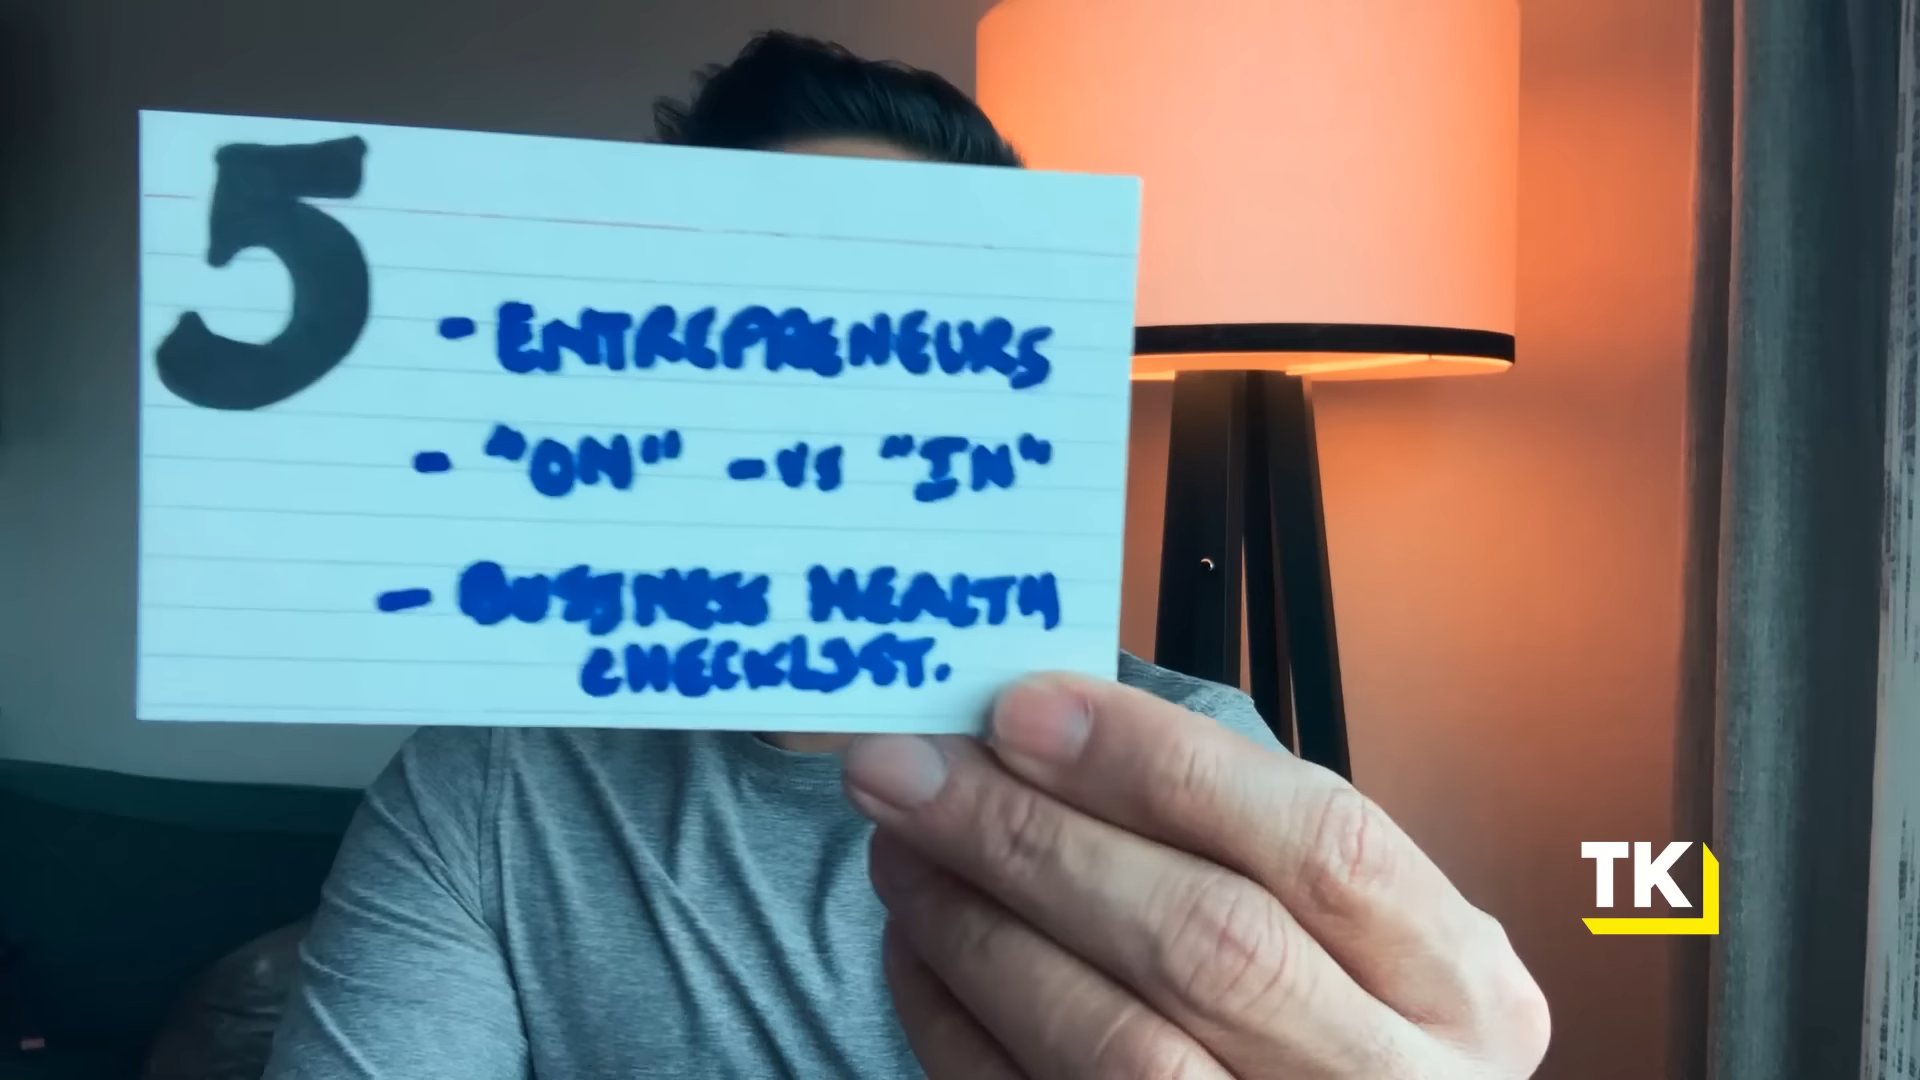 5
- ENTREPRENEURS
- "ON" - VS "IN"
- BUSINESS HEALTH
CHECKLIST.
TK